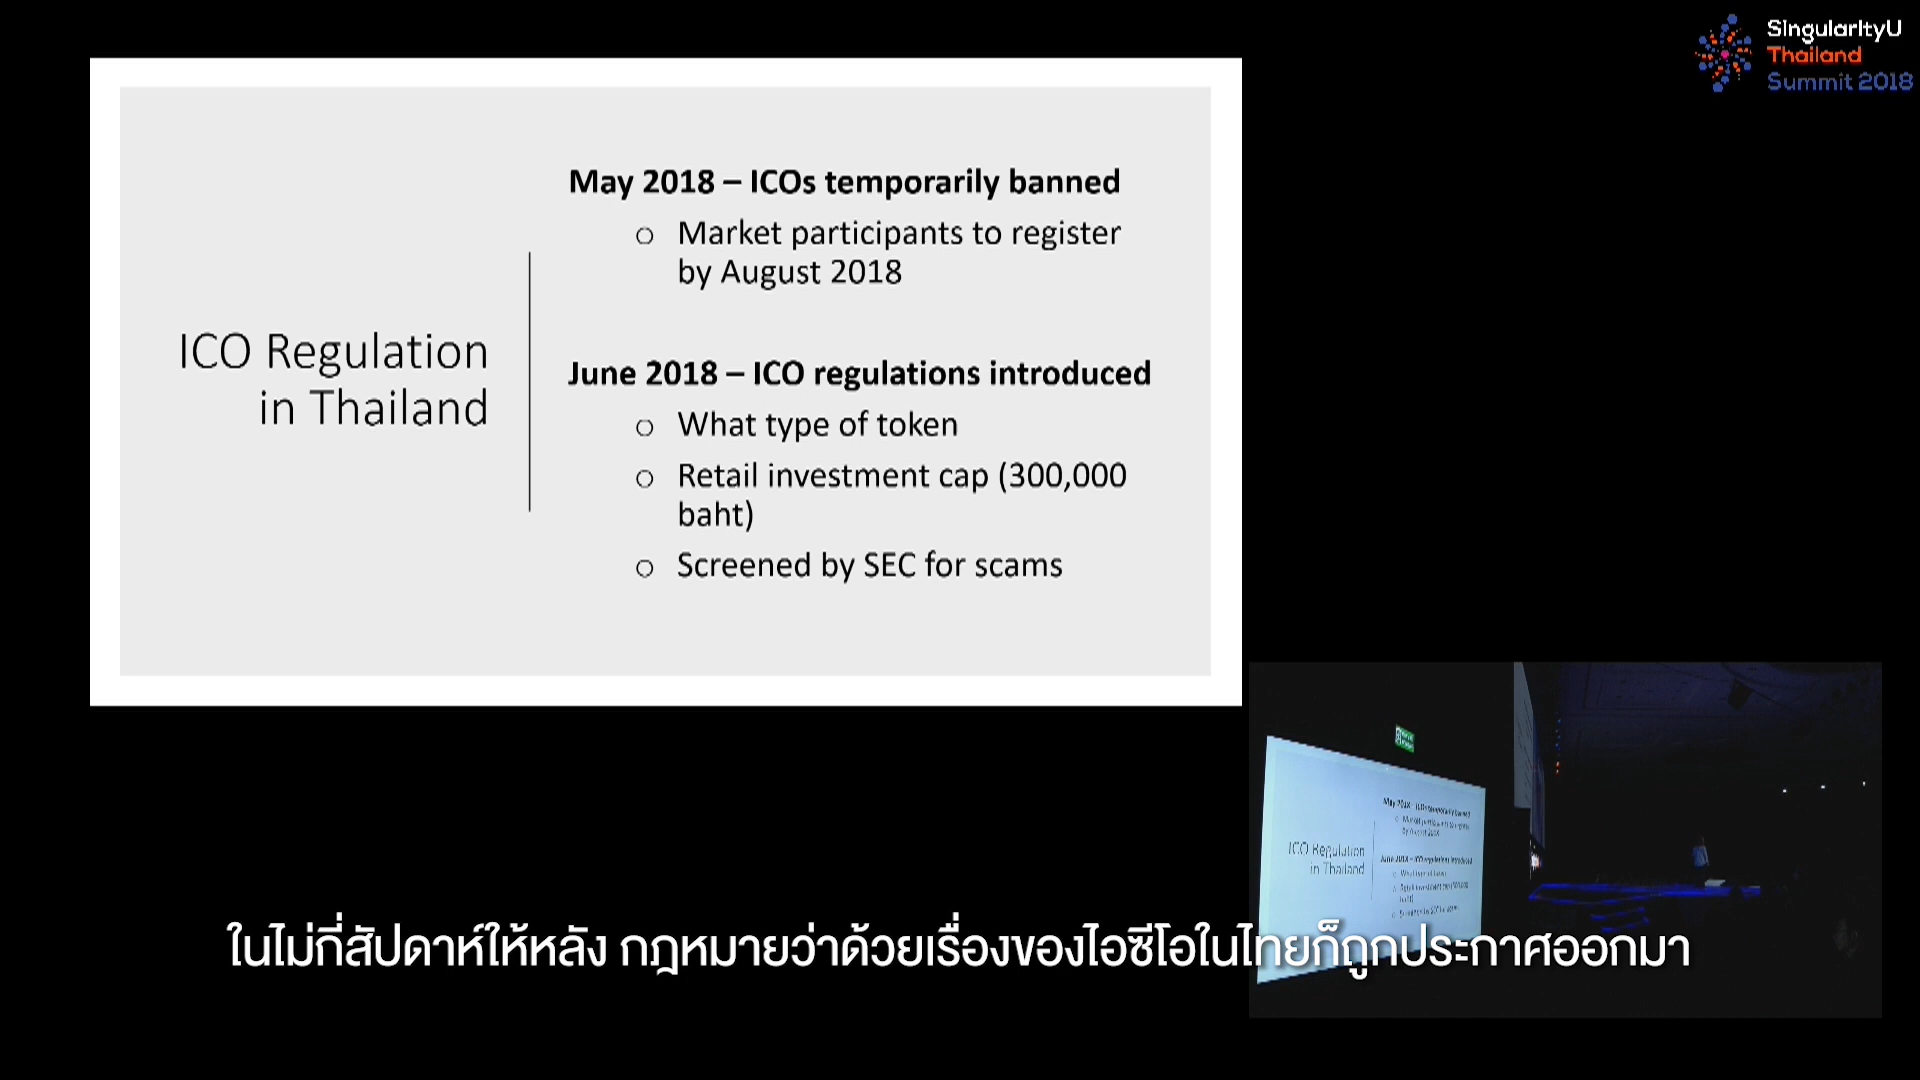 SingularityU
Thailand
Summit 2018
ICO Regulation
in Thailand
May 2018 – ICOs temporarily banned
o Market participants to register
by August 2018
June 2018 – ICO regulations introduced
o What type of token
o Retail investment cap (300,000
baht)
o Screened by SEC for scams
ICO Regulation
in Thailand
ในไม่กี่สัปดาห์ให้หลัง กฎหมายว่าด้วยเรื่องของไอซีโอในไทยก็ถูกประกาศออกมา